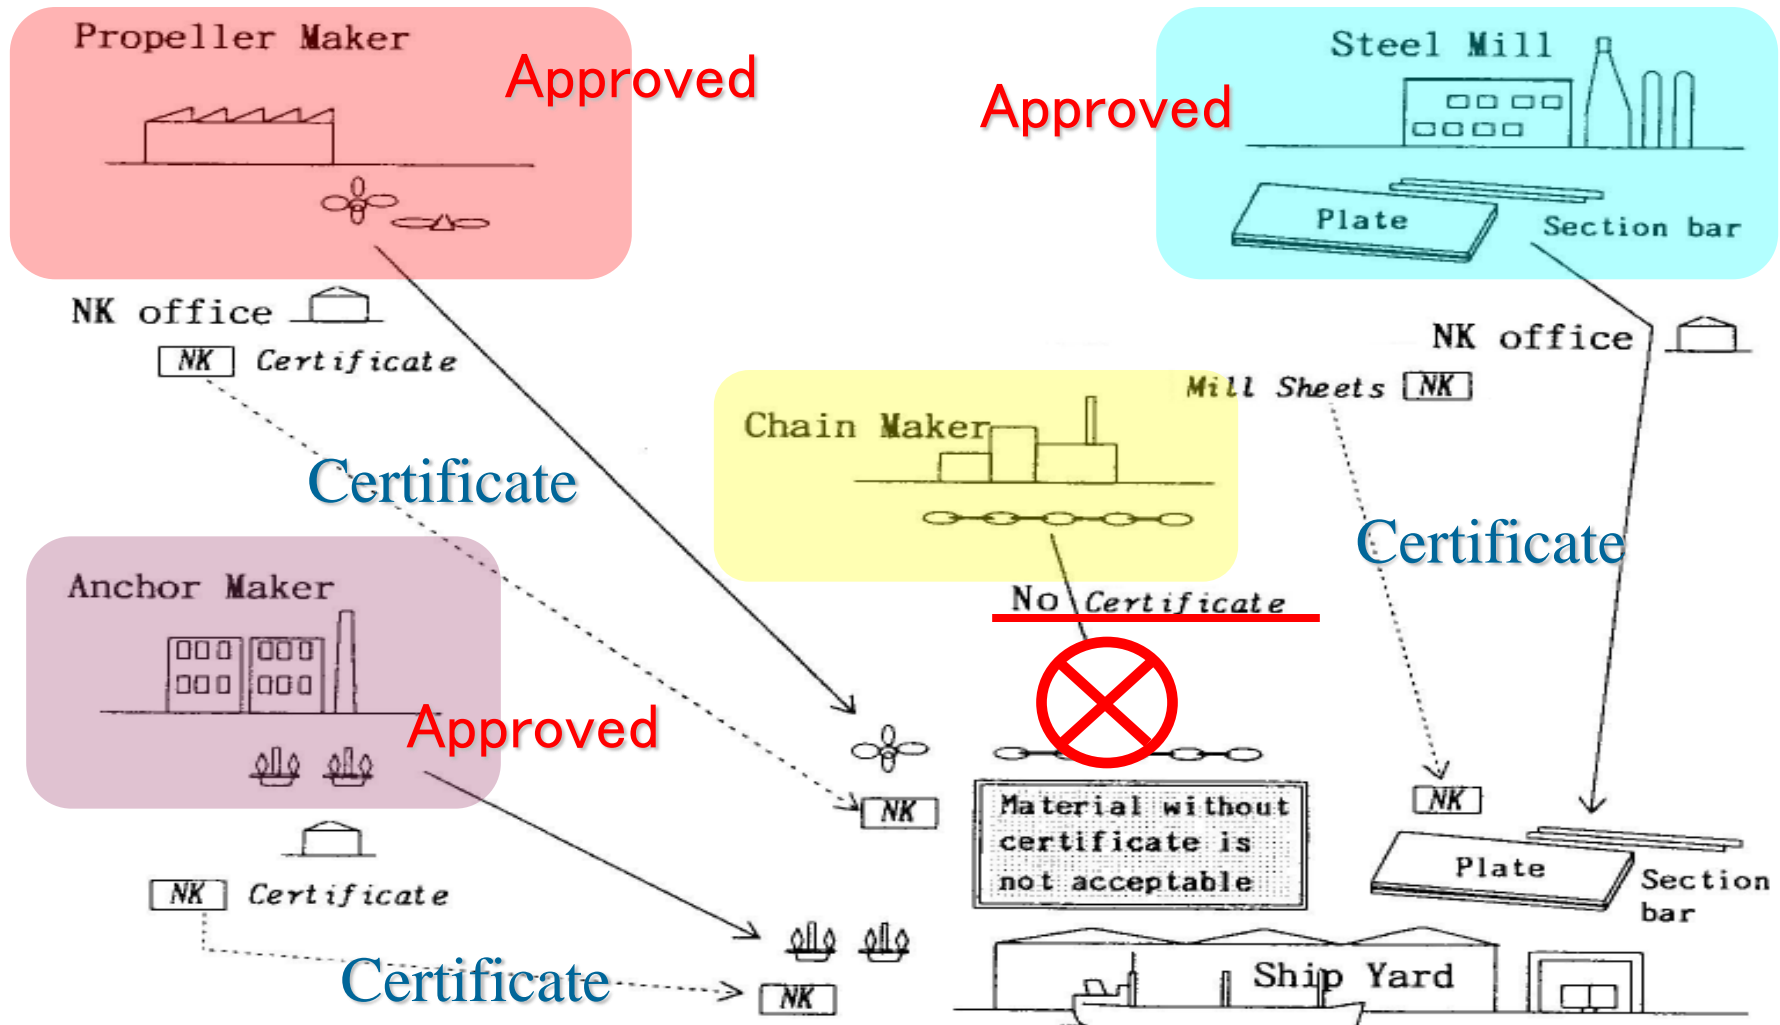 Propeller Maker
Approved
Steel Mill
Approved
Plate
Section bar
NK office
NK Certificate
NK office
Mill Sheets NK
Chain Maker
Certificate
Certificate
No Certificate
Anchor Maker
Approved
NK
NK
Material without
certificate is
not acceptable
Plate
Section
bar
NK Certificate
Certificate
NK
Ship Yard